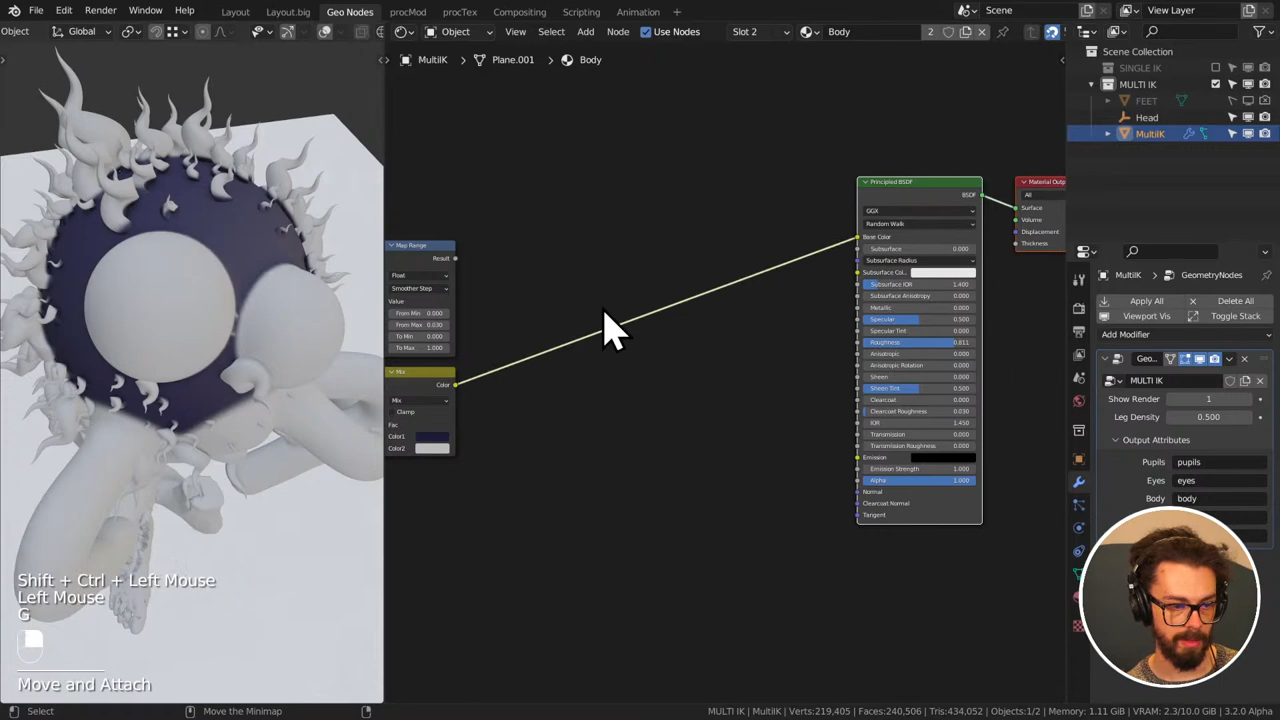 File Edit Render Window Help Layout Layout.big Geo Nodes procMod procTex Compositing Scripting Animation + Scene View Layer
Object Global Object View Select Add Node Use Nodes Slot 2 Body 2
MultiIK > Plane.001 > Body
Scene Collection
SINGLE IK
MULTI IK
FEET
Head
MultiIK
Map Range
Result
Float
Smoother Step
Value
From Min 0.000
From Max 0.030
To Min 0.000
To Max 1.000
Mix
Color
Mix
Clamp
Fac
Color1
Color2
Principled BSDF
BSDF
GGX
Random Walk
Base Color
Subsurface 0.000
Subsurface Radius
Subsurface Col..
Subsurface IOR 1.400
Subsurface Anisotropy 0.000
Metallic 0.000
Specular 0.500
Specular Tint 0.000
Roughness 0.811
Anisotropic 0.000
Anisotropic Rotation 0.000
Sheen 0.000
Sheen Tint 0.500
Clearcoat 0.000
Clearcoat Roughness 0.030
IOR 1.450
Transmission 0.000
Transmission Roughness 0.000
Emission
Emission Strength 1.000
Alpha 1.000
Normal
Clearcoat Normal
Tangent
Material Outp
All
Surface
Volume
Displacement
Thickness
MultiIK > GeometryNodes
Apply All Delete All
Viewport Vis Toggle Stack
Add Modifier
Geo..
MULTI IK
Show Render 1
Leg Density 0.500
Output Attributes
Pupils pupils
Eyes eyes
Body body
Shift + Ctrl + Left Mouse
Left Mouse
G
Move and Attach
Select Move the Minimap MULTI IK | MultiIK | Verts:219,405 | Faces:240,506 | Tris:434,052 | Objects:1/2 | Memory: 1.11 GiB | VRAM: 2.3/10.0 GiB | 3.2.0 Alpha